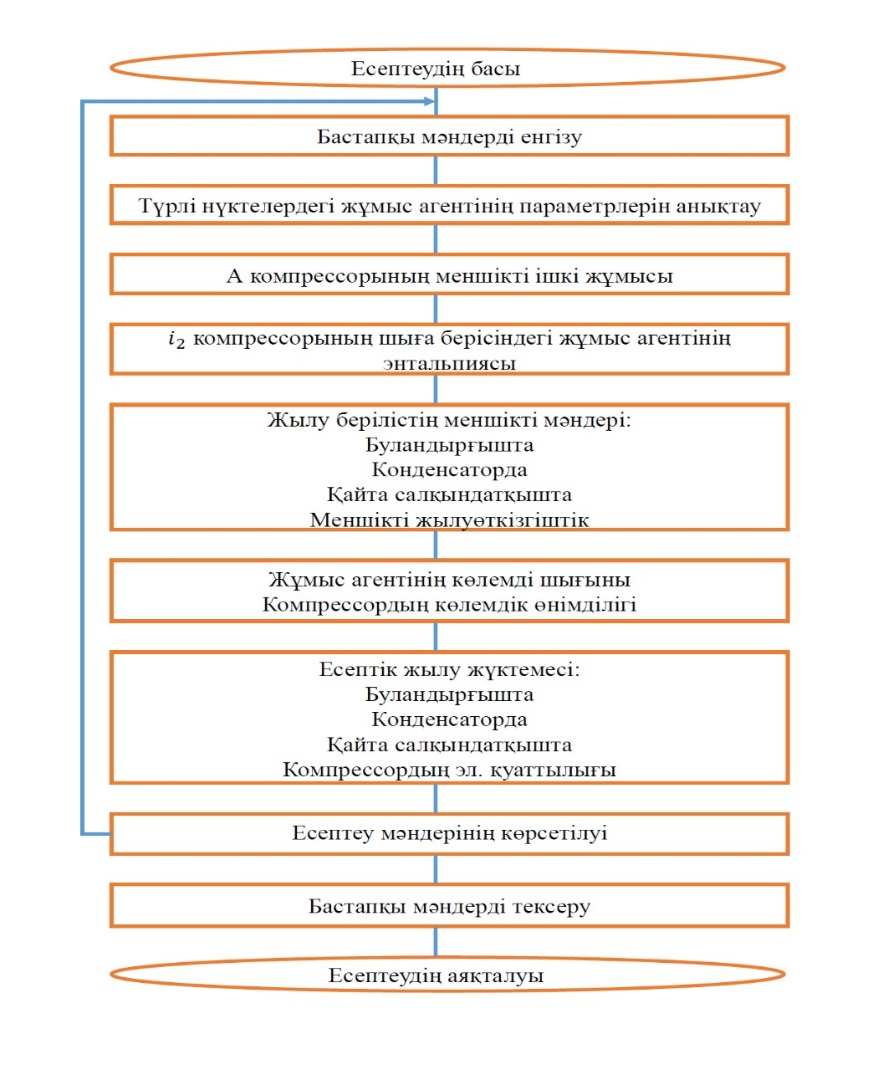 Есептеудің басы
Бастапқы мәндерді енгізу
Түрлі нүктелердегі жұмыс агентінің параметрлерін анықтау
А компрессорының меншікті ішкі жұмысы
i₂ компрессорының шыға берісіндегі жұмыс агентінің
энтальпиясы
Жылу берілістің меншікті мәндері:
Буландырғышта
Конденсаторда
Қайта салқындатқышта
Меншікті жылуөткізгіштік
Жұмыс агентінің көлемді шығыны
Компрессордың көлемдік өнімділігі
Есептік жылу жүктемесі:
Буландырғышта
Конденсаторда
Қайта салқындатқышта
Компрессордың эл. қуаттылығы
Есептеу мәндерінің көрсетілуі
Бастапқы мәндерді тексеру
Есептеудің аяқталуы